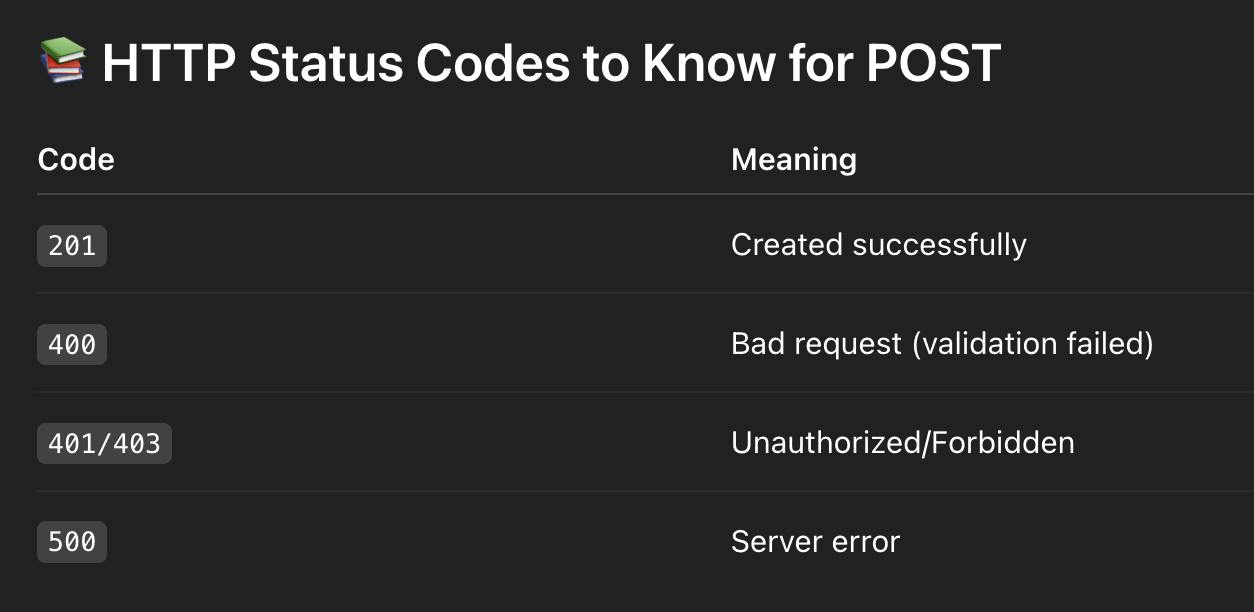 📚 HTTP Status Codes to Know for POST
Code Meaning
201 Created successfully
400 Bad request (validation failed)
401/403 Unauthorized/Forbidden
500 Server error